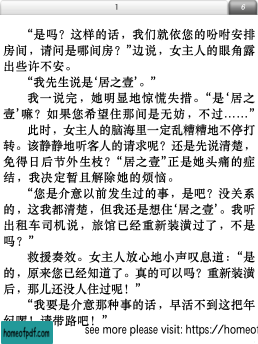 1
6
“是吗？这样的话，我们就依您的吩咐安排
房间，请问是哪间房？”边说，女主人的眼角露
出些许不安。
“我先生说是‘居之壹’。”
我一说完，她明显地惊慌失措。“是‘居之
壹’嘛？如果您希望住那间是无妨，不过……”
此时，女主人的脑海里一定乱糟糟地不停打
转。该静静地听客人的请求呢？还是先说清楚，
免得日后节外生枝？“居之壹”正是她头痛的症
结，我决定暂且解除她的烦恼。
“您是介意以前发生过的事，是吧？没关系
的，这我都清楚，但我还是想住‘居之壹’。我听
出租车司机说，旅馆已经重新装潢过了，不是
吗？”
救援奏效。女主人放心地小声叹息道：“是
的，原来您已经知道了。真的可以吗？重新装潢
后，那儿还没人住过呢！”
“我要是介意那种事的话，早活不到这把年
纪啰！请带路吧！”
homeofpdf.com
see more please visit: https://homeof